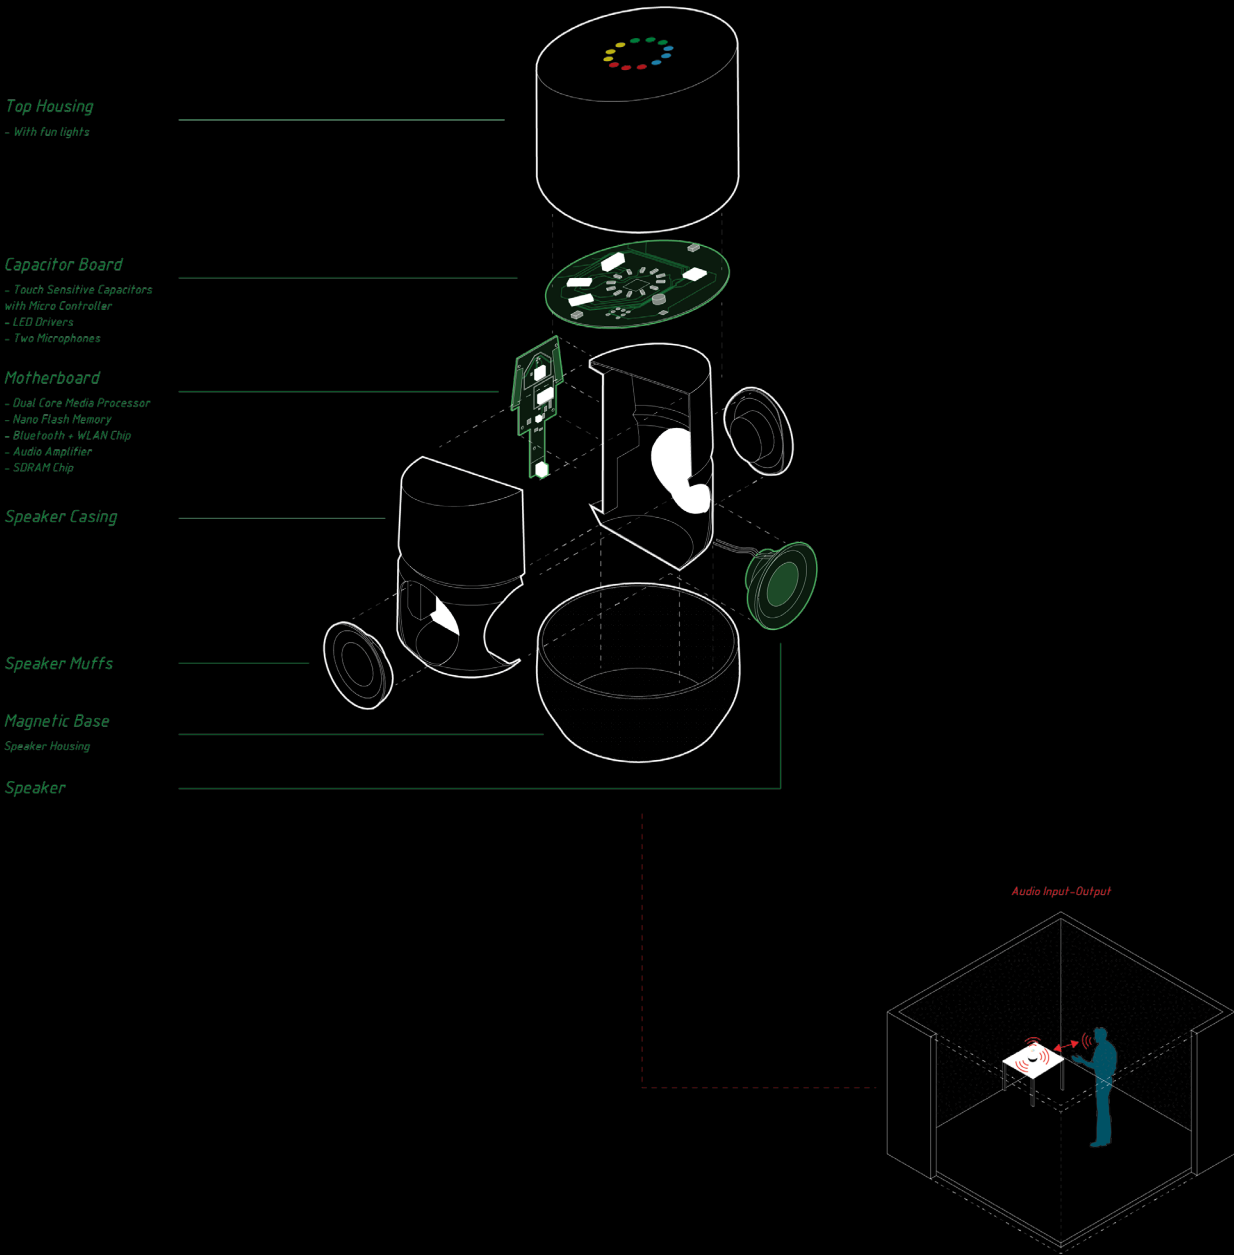 Top Housing
- With fun lights
Capacitor Board
- Touch Sensitive Capacitors
with Micro Controller
- LED Drivers
- Two Microphones
Motherboard
- Dual Core Media Processor
- Nano Flash Memory
- Bluetooth + WLAN Chip
- Audio Amplifier
- SDRAM Chip
Speaker Casing
Speaker Muffs
Magnetic Base
Speaker Housing
Speaker
Audio Input-Output